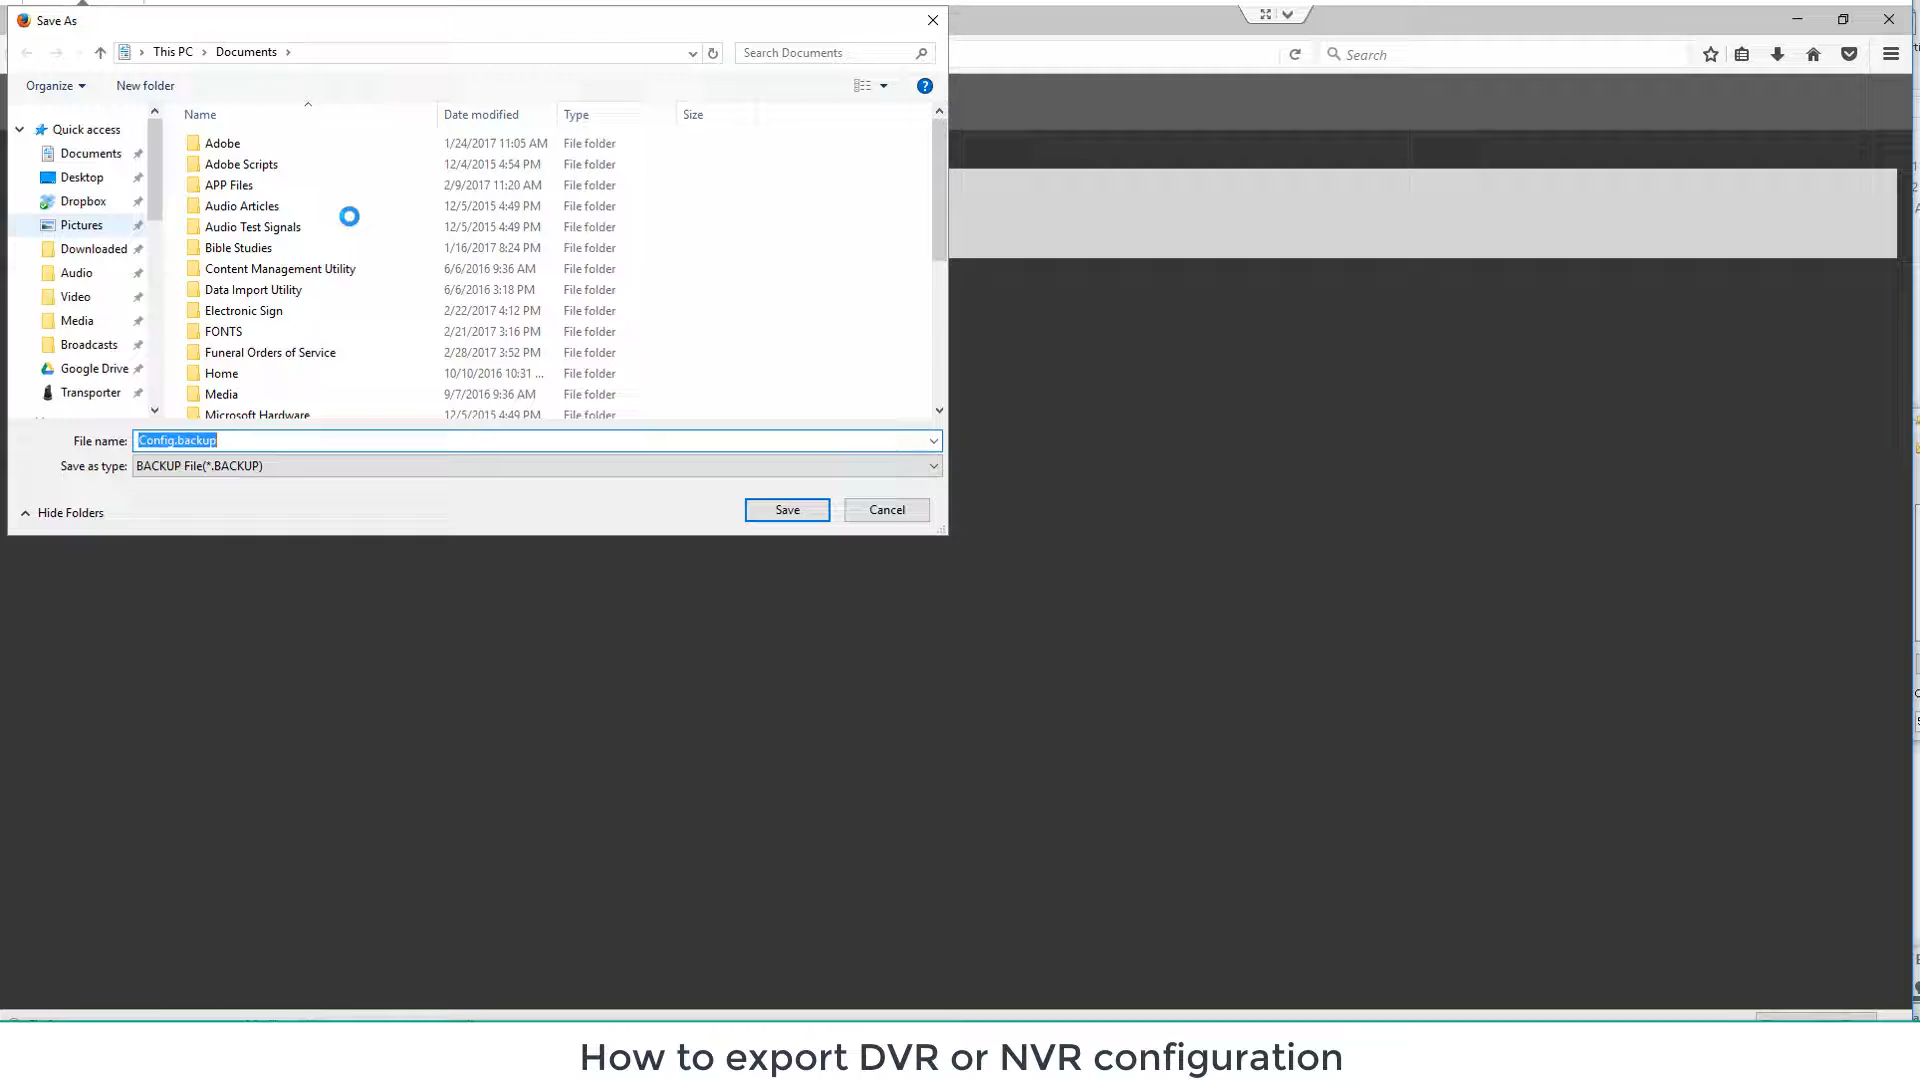 Save As
This PC > Documents >
Search Documents
Search
Organize
New folder
Name
Date modified
Type
Size
Quick access
Documents
Desktop
Dropbox
Pictures
Downloaded
Audio
Video
Media
Broadcasts
Google Drive
Transporter
Adobe 1/24/2017 11:05 AM File folder
Adobe Scripts 12/4/2015 4:54 PM File folder
APP Files 2/9/2017 11:20 AM File folder
Audio Articles 12/5/2015 4:49 PM File folder
Audio Test Signals 12/5/2015 4:49 PM File folder
Bible Studies 1/16/2017 8:24 PM File folder
Content Management Utility 6/6/2016 9:36 AM File folder
Data Import Utility 6/6/2016 3:18 PM File folder
Electronic Sign 2/22/2017 4:12 PM File folder
FONTS 2/21/2017 3:16 PM File folder
Funeral Orders of Service 2/28/2017 3:52 PM File folder
Home 10/10/2016 10:31 ... File folder
Media 9/7/2016 9:36 AM File folder
Microsoft Hardware 12/5/2015 4:49 PM File folder
File name: Config.backup
Save as type: BACKUP File(*.BACKUP)
Hide Folders
Save
Cancel
How to export DVR or NVR configuration